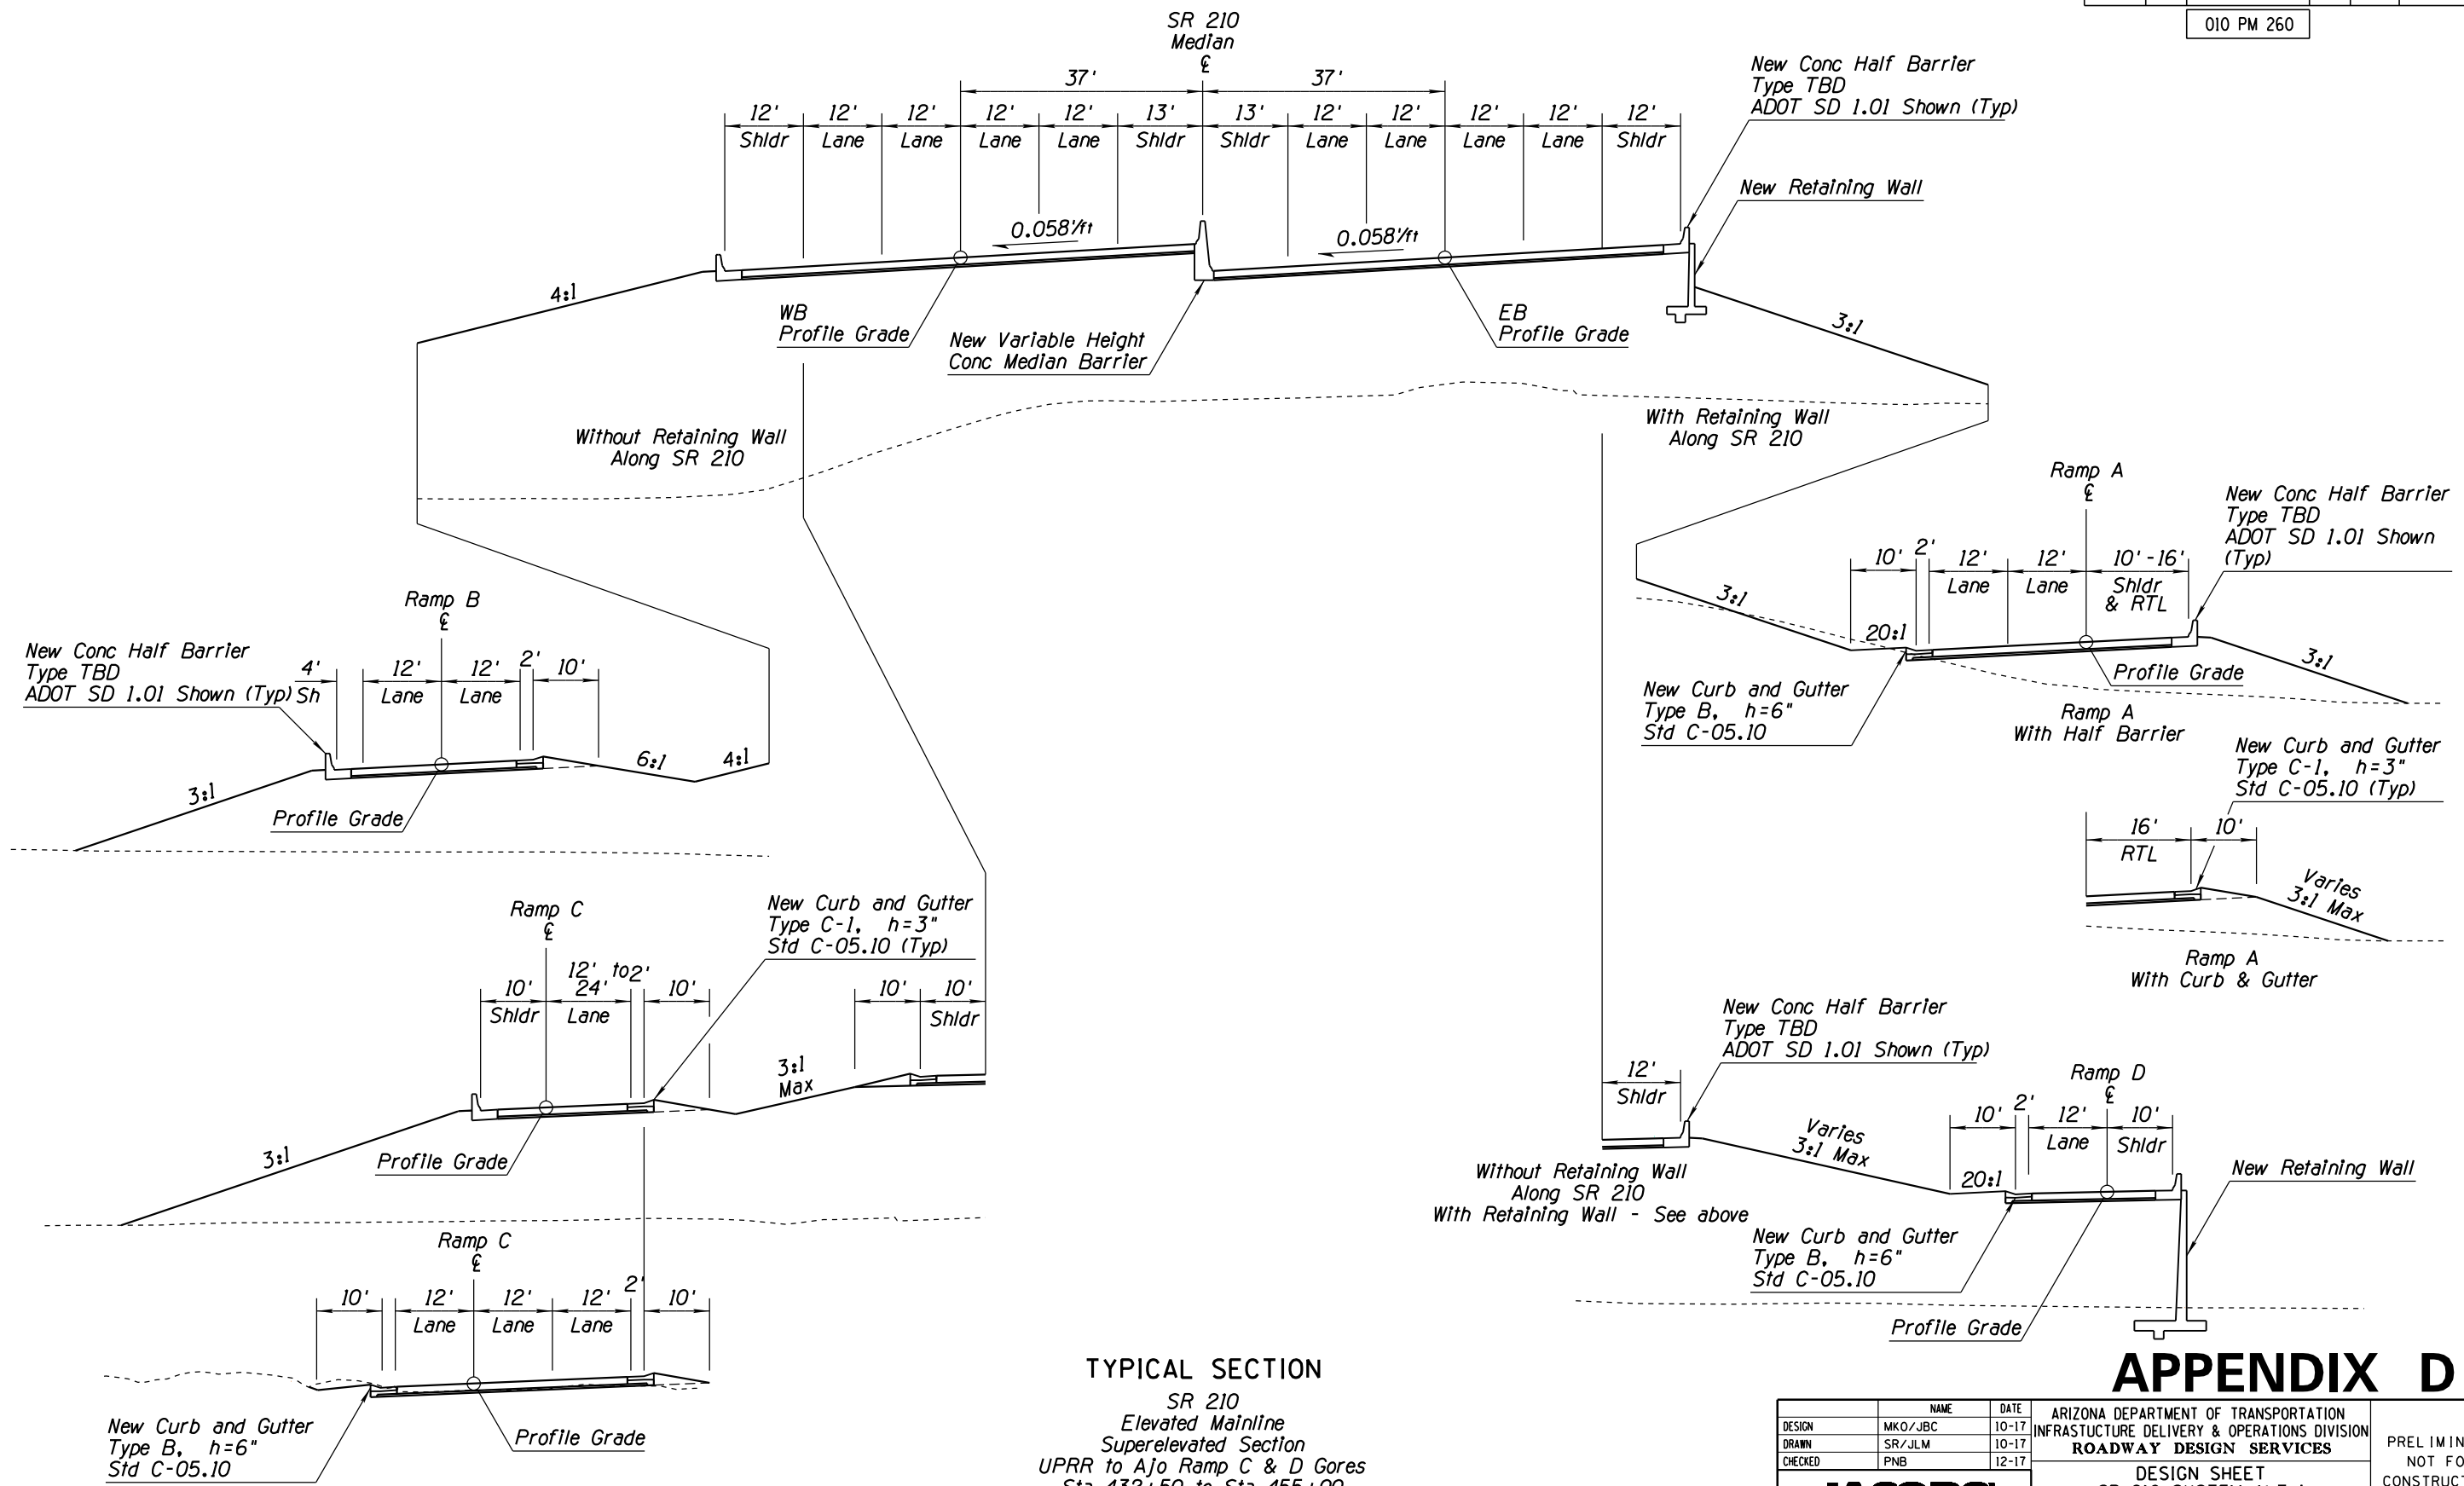 010 PM 260
SR 210
Median
℄
37'
37'
12'
12'
12'
12'
12'
13'
13'
12'
12'
12'
12'
12'
Shldr
Lane
Lane
Lane
Lane
Shldr
Shldr
Lane
Lane
Lane
Lane
Shldr
New Conc Half Barrier
Type TBD
ADOT SD 1.01 Shown (Typ)
New Retaining Wall
0.058'/ft
0.058'/ft
4:1
3:1
WB
Profile Grade
New Variable Height
Conc Median Barrier
EB
Profile Grade
Without Retaining Wall
Along SR 210
With Retaining Wall
Along SR 210
Ramp A
℄
New Conc Half Barrier
Type TBD
ADOT SD 1.01 Shown
(Typ)
10'
2'
12'
12'
10'-16'
Lane
Lane
Shldr
& RTL
3:1
20:1
3:1
Profile Grade
New Curb and Gutter
Type B, h=6"
Std C-05.10
Ramp A
With Half Barrier
Ramp B
℄
New Conc Half Barrier
Type TBD
ADOT SD 1.01 Shown (Typ)
4'
Sh
12'
12'
2'
10'
Lane
Lane
3:1
6:1
4:1
Profile Grade
New Curb and Gutter
Type C-1, h=3"
Std C-05.10 (Typ)
16'
10'
RTL
Varies
3:1 Max
Ramp A
With Curb & Gutter
Ramp C
℄
New Curb and Gutter
Type C-1, h=3"
Std C-05.10 (Typ)
10'
12' to
24'
2'
10'
10'
10'
Shldr
Lane
Shldr
3:1
Max
3:1
Profile Grade
New Conc Half Barrier
Type TBD
ADOT SD 1.01 Shown (Typ)
12'
Shldr
Without Retaining Wall
Along SR 210
With Retaining Wall - See above
Ramp D
℄
10'
2'
12'
10'
Lane
Shldr
Varies
3:1 Max
20:1
New Retaining Wall
New Curb and Gutter
Type B, h=6"
Std C-05.10
Profile Grade
Ramp C
℄
10'
12'
12'
12'
2'
10'
Lane
Lane
Lane
New Curb and Gutter
Type B, h=6"
Std C-05.10
Profile Grade
TYPICAL SECTION
SR 210
Elevated Mainline
Superelevated Section
UPRR to Ajo Ramp C & D Gores
APPENDIX D
NAME DATE
DESIGN MKO/JBC 10-17
DRAWN SR/JLM 10-17
CHECKED PNB 12-17
ARIZONA DEPARTMENT OF TRANSPORTATION
INFRASTUCTURE DELIVERY & OPERATIONS DIVISION
ROADWAY DESIGN SERVICES
DESIGN SHEET
PRELIMIN
NOT FO
CONSTRUCT